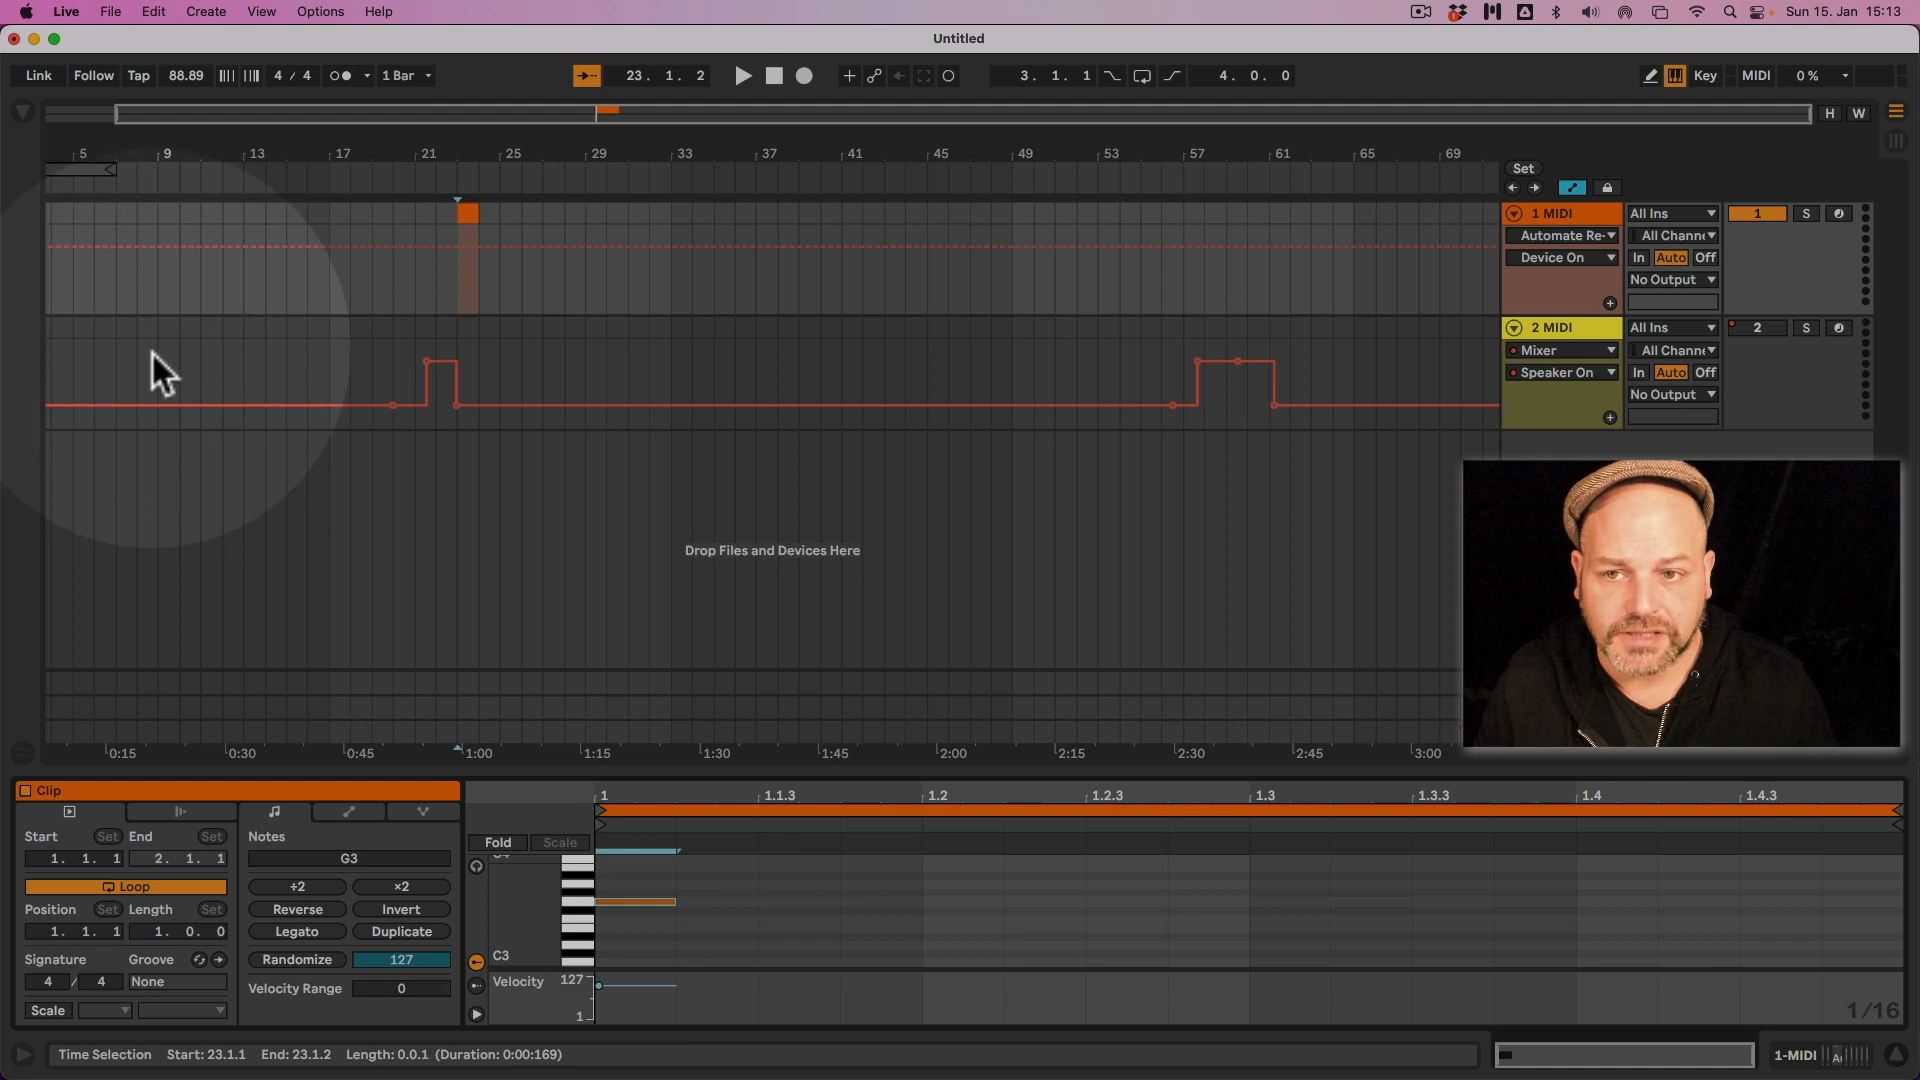 Live File Edit Create View Options Help
1
Sun 15. Jan 15:13
Untitled
Link Follow Tap 88.89 4 / 4 1 Bar
23. 1. 2
3. 1. 1
4. 0. 0
Key MIDI 0 %
H W
5 9 13 17 21 25 29 33 37 41 45 49 53 57 61 65 69
Set
1 MIDI All Ins 1 S
Automate Re- All Channe
Device On In Auto Off
No Output
2 MIDI All Ins 2 S
Mixer All Channe
Speaker On In Auto Off
No Output
Drop Files and Devices Here
0:15 0:30 0:45 1:00 1:15 1:30 1:45 2:00 2:15 2:30 2:45 3:00
Clip
Start Set End Set
1. 1. 1 2. 1. 1
Loop
Position Set Length Set
1. 1. 1 1. 0. 0
Signature Groove
4 / 4 None
Scale
Notes
G3
÷2 ×2
Reverse Invert
Legato Duplicate
Randomize 127
Velocity Range 0
1 1.1.3 1.2 1.2.3 1.3 1.3.3 1.4 1.4.3
Fold Scale
C3
Velocity 127
1
1/16
Time Selection Start: 23.1.1 End: 23.1.2 Length: 0.0.1 (Duration: 0:00:169)
1-MIDI